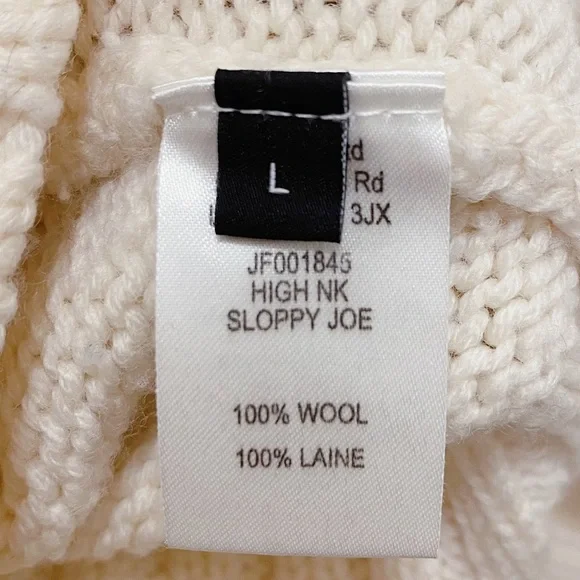 L
Rd
3JX
JF001845
HIGH NK
SLOPPY JOE
100% WOOL
100% LAINE